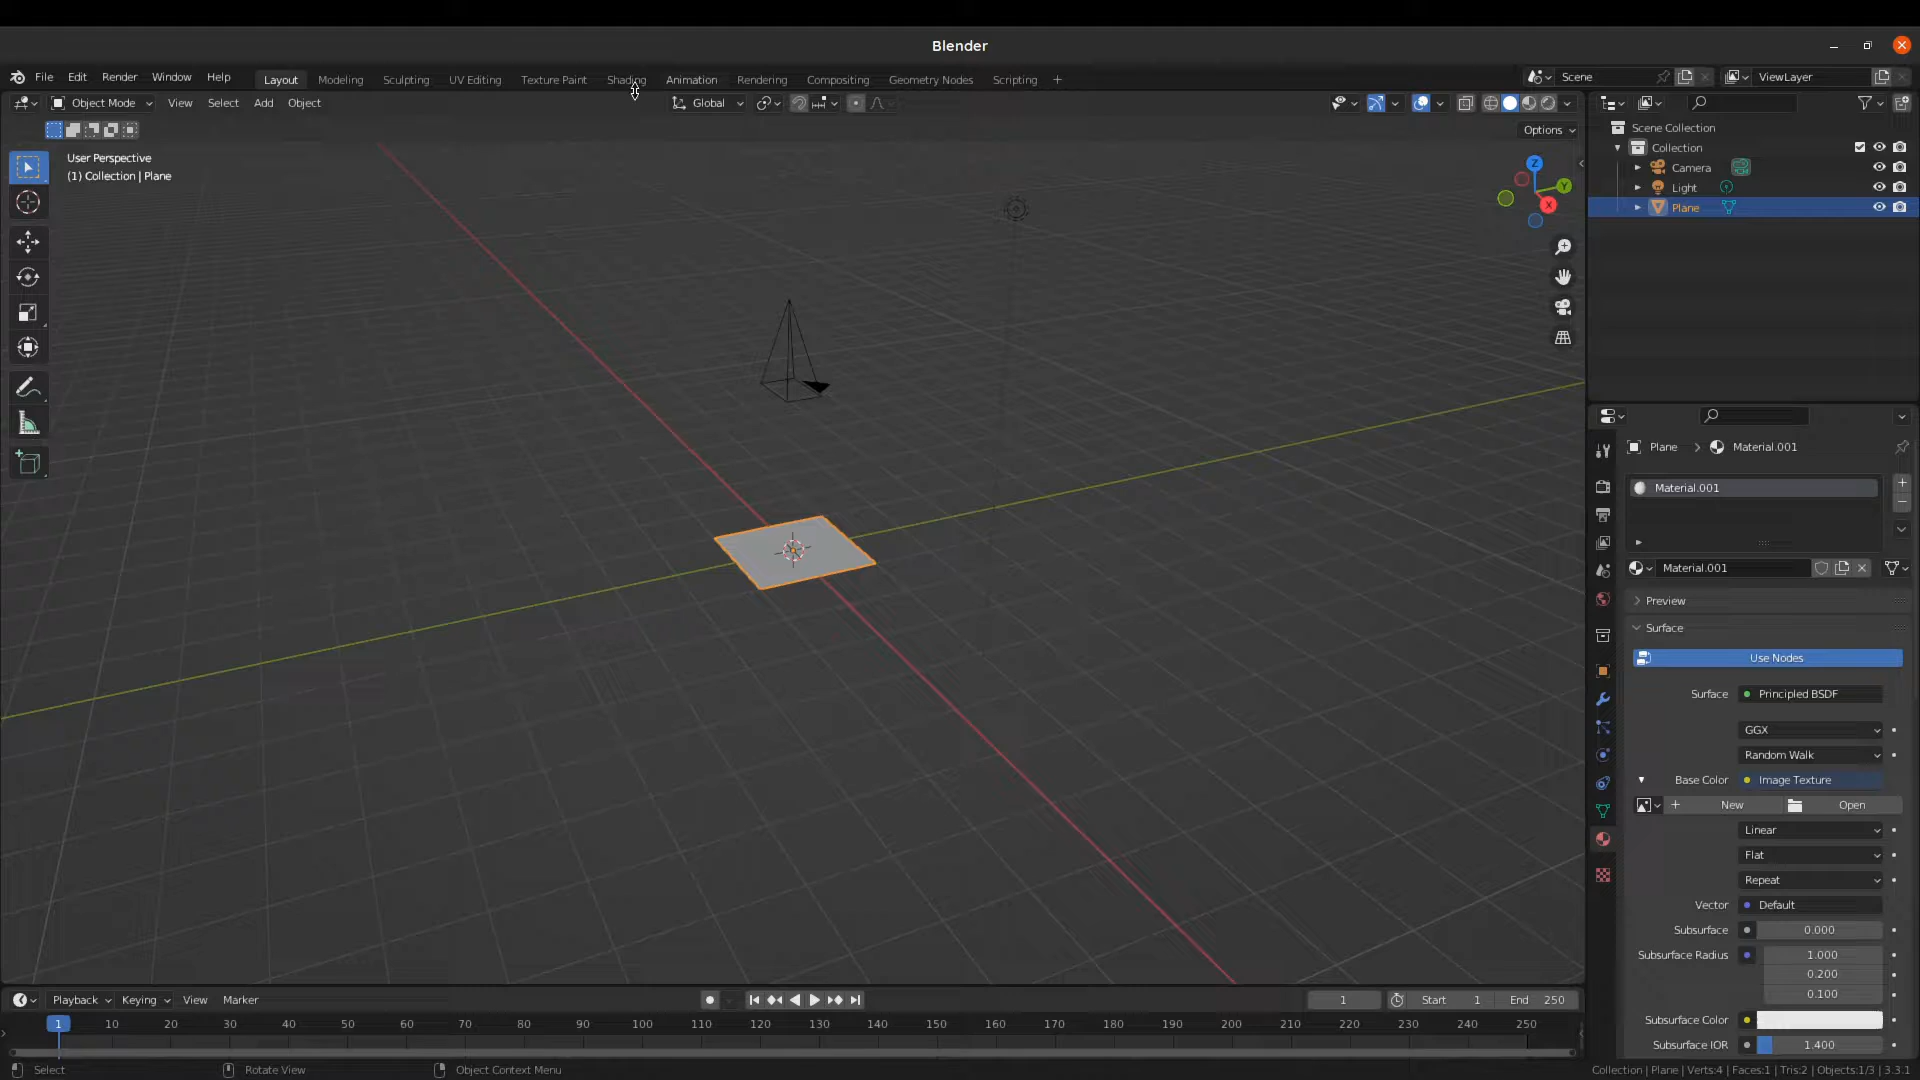 Blender
File Edit Render Window Help Layout Modeling Sculpting UV Editing Texture Paint Shading Animation Rendering Compositing Geometry Nodes Scripting + Scene ViewLayer
Object Mode View Select Add Object Global
Options
User Perspective
(1) Collection | Plane
Z
Y
X
Scene Collection
Collection
Camera
Light
Plane
Plane > Material.001
Material.001
Material.001
Preview
Surface
Use Nodes
Surface Principled BSDF
GGX
Random Walk
Base Color Image Texture
+ New Open
Linear
Flat
Repeat
Vector Default
Subsurface 0.000
Subsurface Radius 1.000
0.200
0.100
Subsurface Color
Subsurface IOR 1.400
Playback Keying View Marker 1 Start 1 End 250
1 10 20 30 40 50 60 70 80 90 100 110 120 130 140 150 160 170 180 190 200 210 220 230 240 250
Select Rotate View Object Context Menu Collection | Plane | Verts:4 | Faces:1 | Tris:2 | Objects:1/3 | 3.3.1